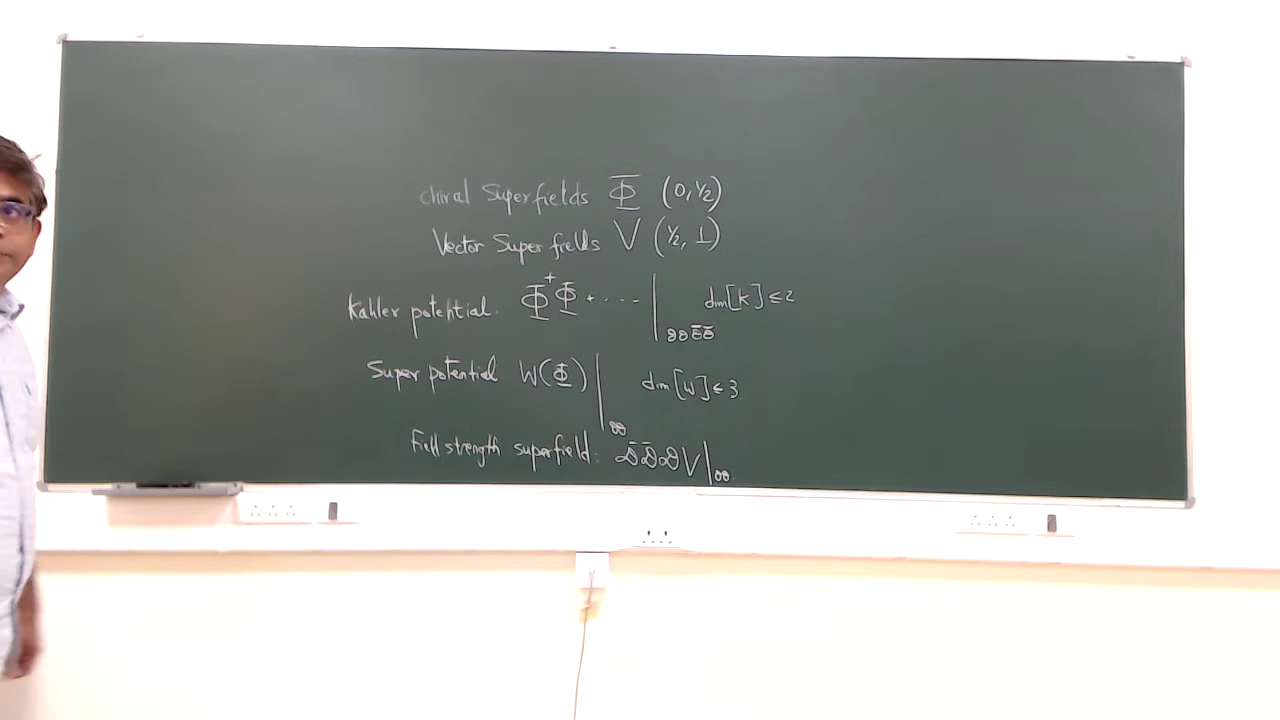 chiral Superfields Φ (0, 1/2)
Vector Super fields V (1/2, 1)
Kahler potential. Φ⁺Φ + .... |θθθ̄θ̄ dim[K] ≤ 2
Super potential W(Φ)|θθ dim[W] ≤ 3
Field strength superfield: D̄D̄DV|θθ